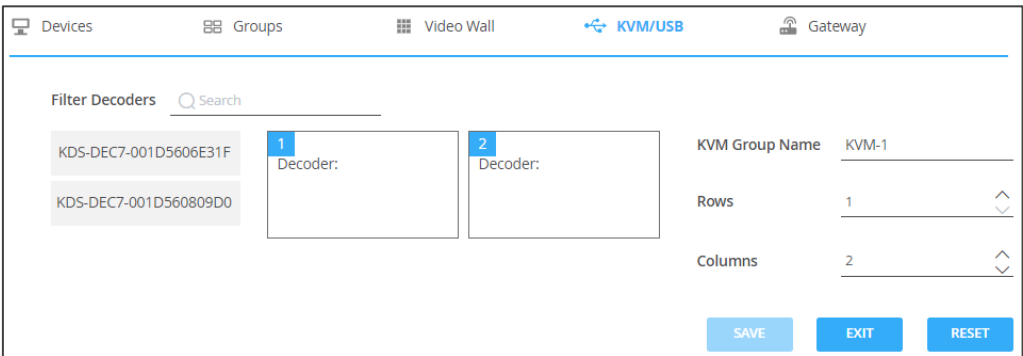 Devices
Groups
Video Wall
KVM/USB
Gateway
Filter Decoders
Search
KDS-DEC7-001D5606E31F
KDS-DEC7-001D560809D0
1
Decoder:
2
Decoder:
KVM Group Name
KVM-1
Rows
1
Columns
2
SAVE
EXIT
RESET